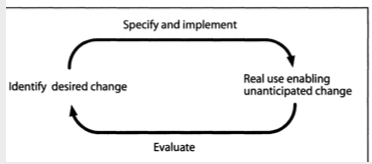 Specify and implement
Identify desired change
Real use enabling
unanticipated change
Evaluate